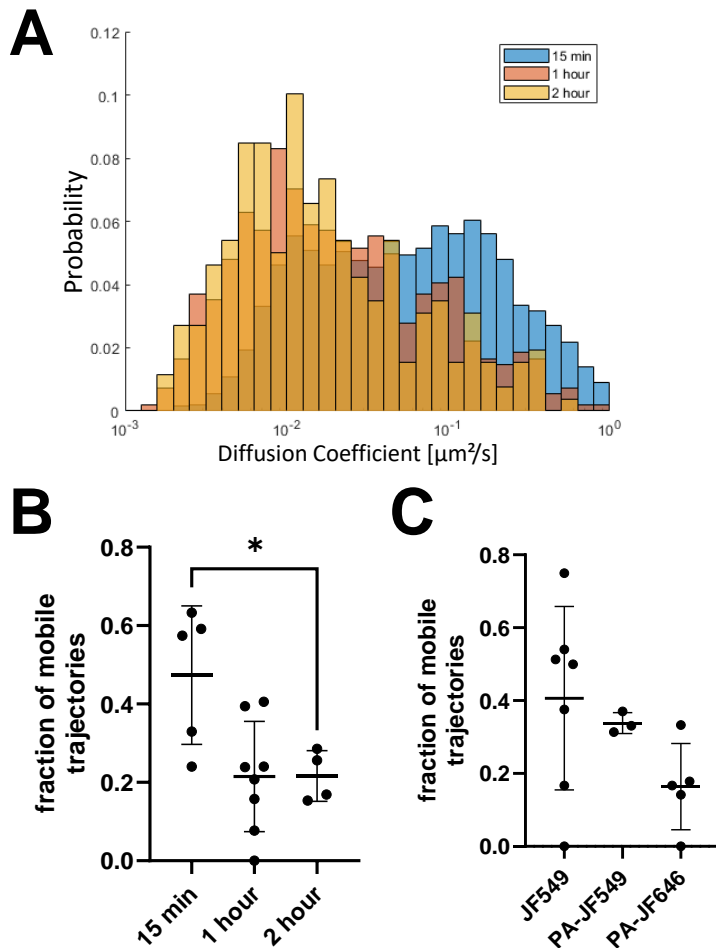 A
0.12
0.1
0.08
0.06
0.04
0.02
0
Probability
15 min
1 hour
2 hour
10-3
10-2
10-1
100
Diffusion Coefficient [µm²/s]
B
0.8
0.6
0.4
0.2
0.0
fraction of mobile
trajectories
*
15 min
1 hour
2 hour
C
0.8
0.6
0.4
0.2
0.0
fraction of mobile
trajectories
JF549
PA-JF549
PA-JF646